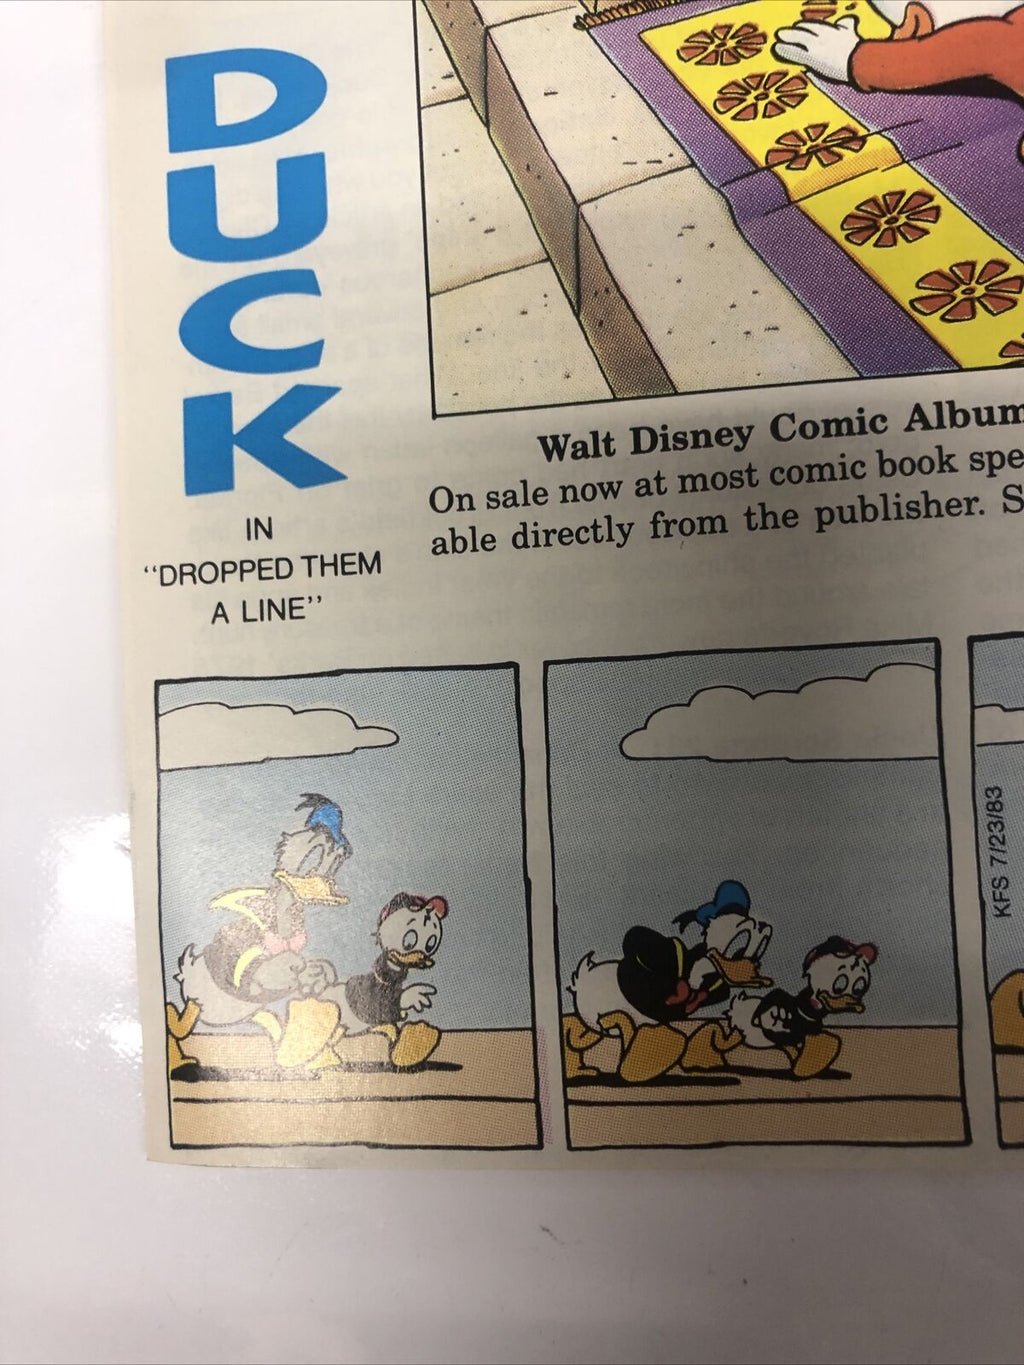 DUCK
IN
"DROPPED THEM
A LINE"
Walt Disney Comic Album
On sale now at most comic book spe
able directly from the publisher. S
KFS 7/23/83